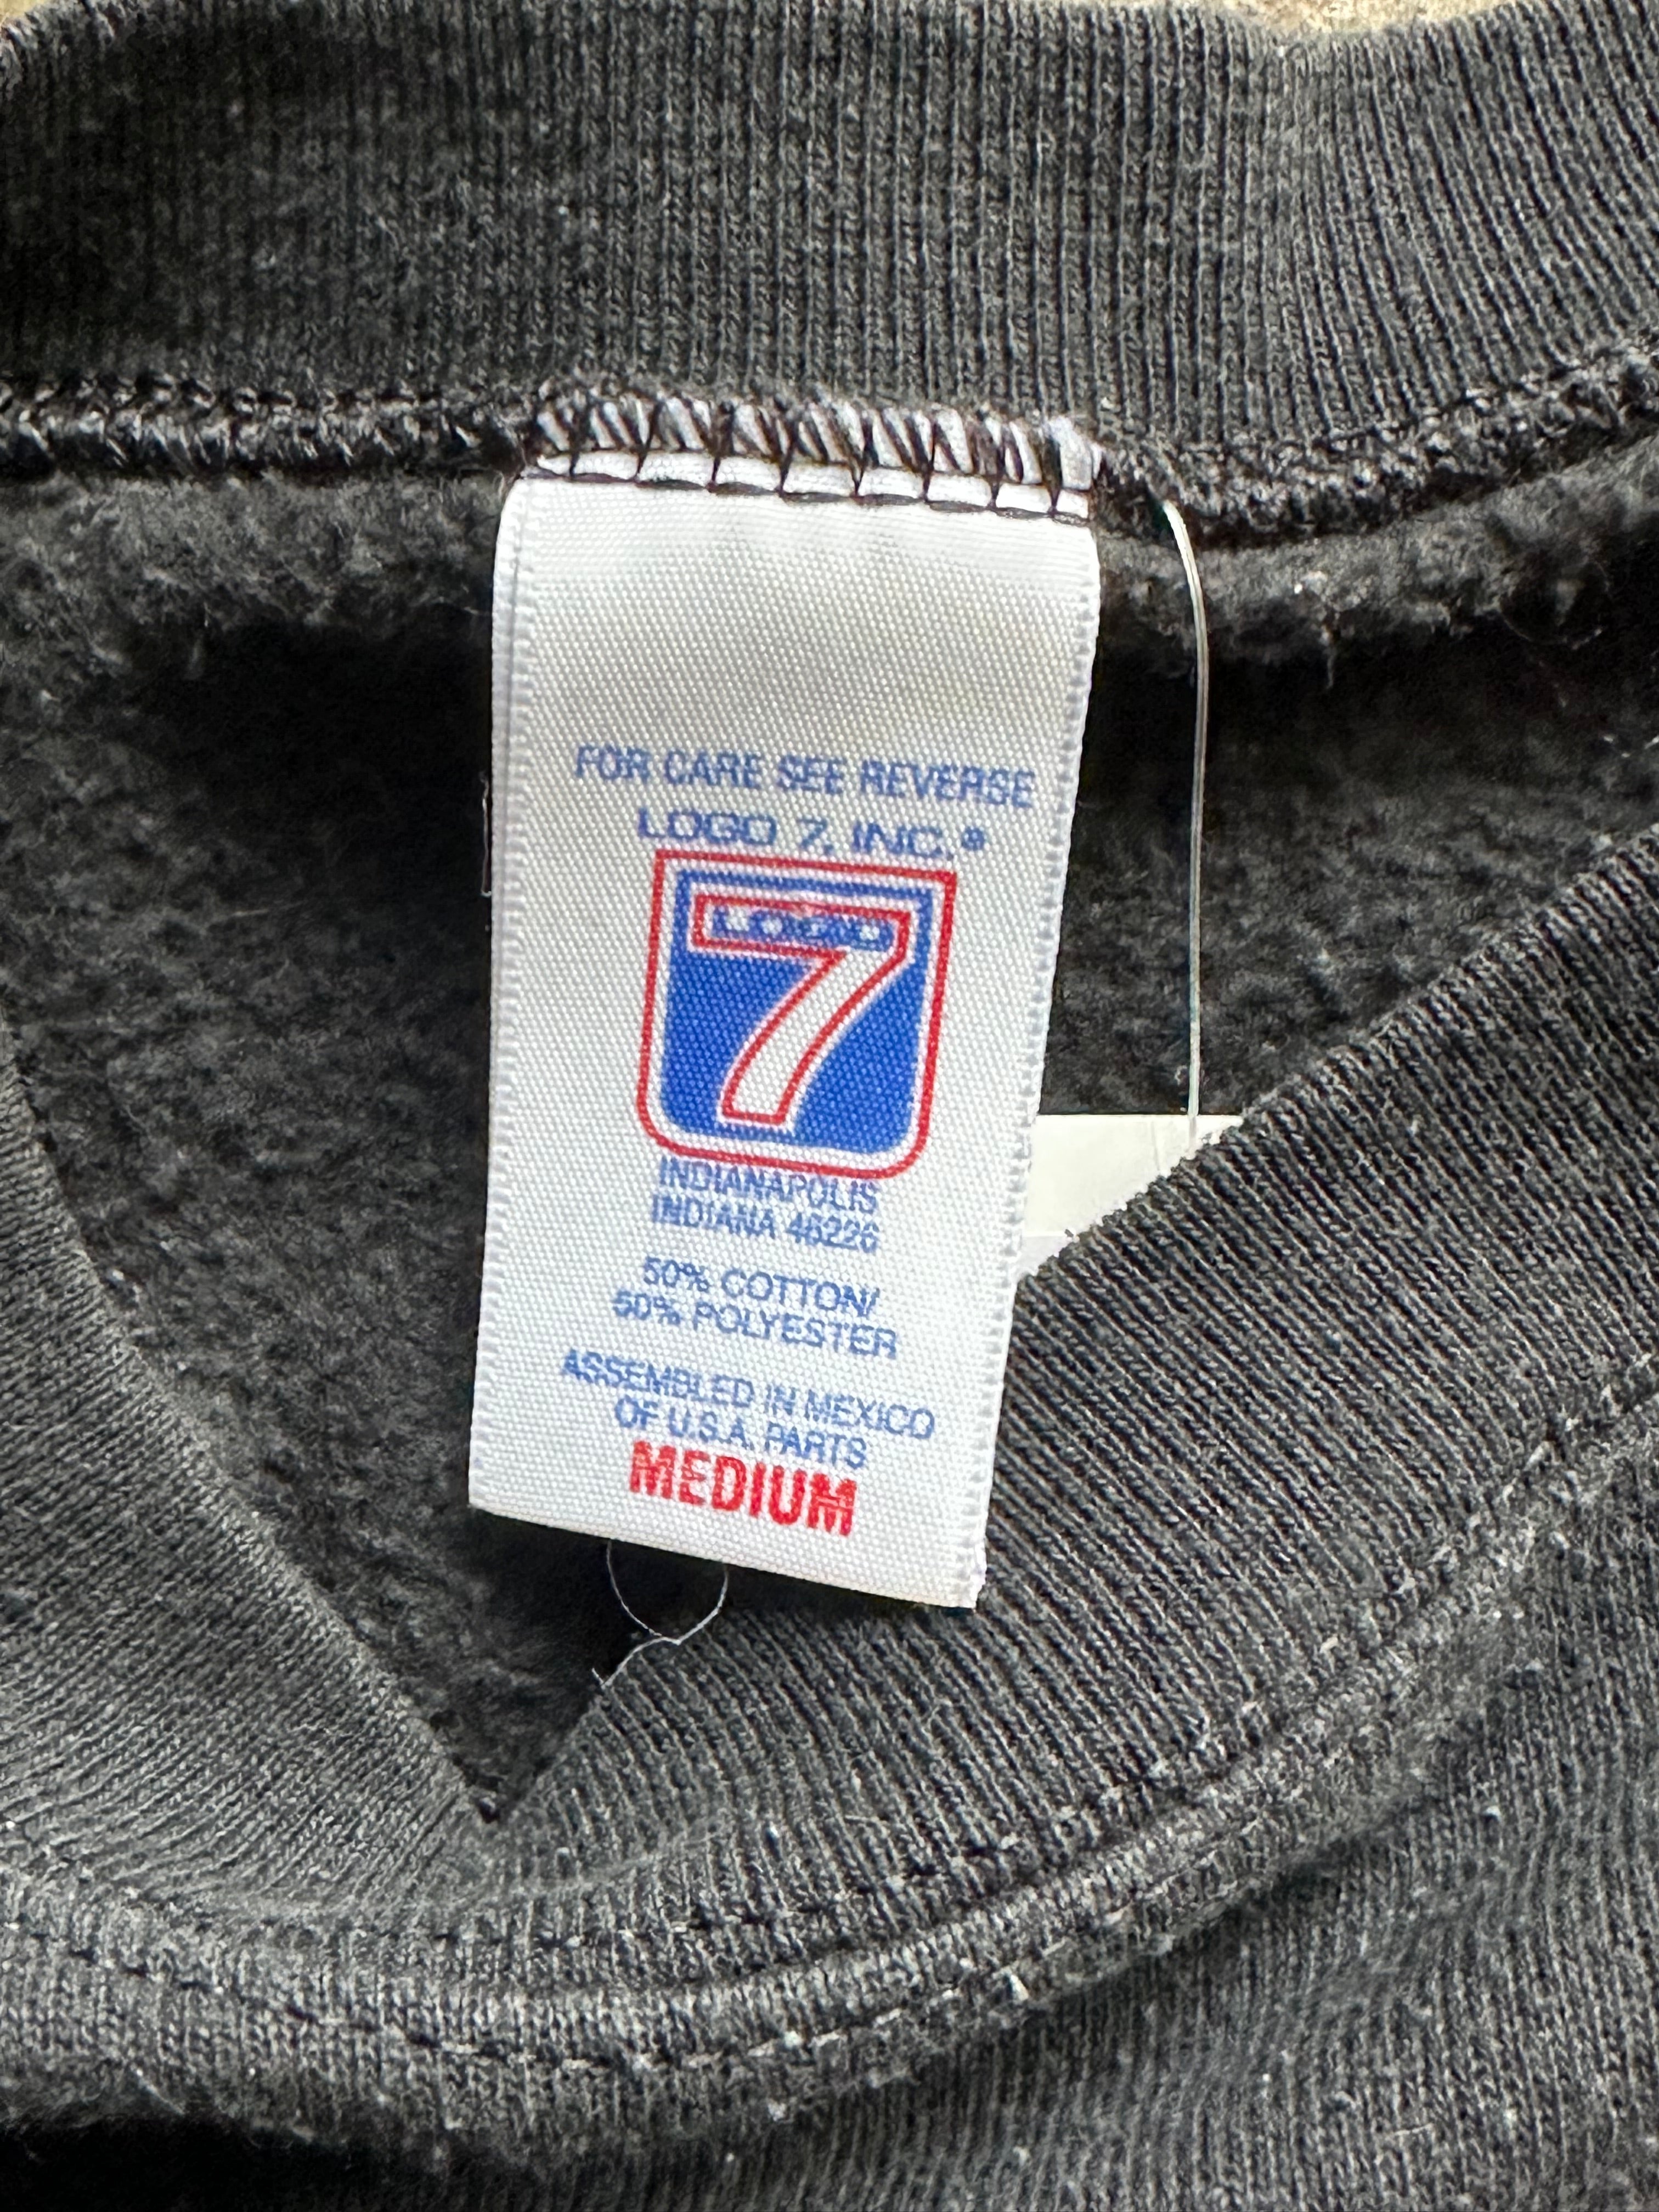 FOR CARE SEE REVERSE
LOGO 7, INC.®
LOGO
7
INDIANAPOLIS
INDIANA 46226
50% COTTON/
50% POLYESTER
ASSEMBLED IN MEXICO
OF U.S.A. PARTS
MEDIUM